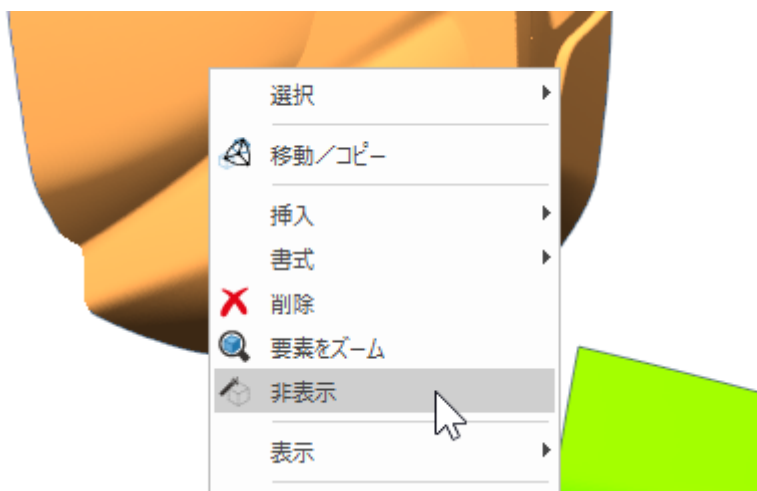 選択
移動／コピー
挿入
書式
削除
要素をズーム
非表示
表示